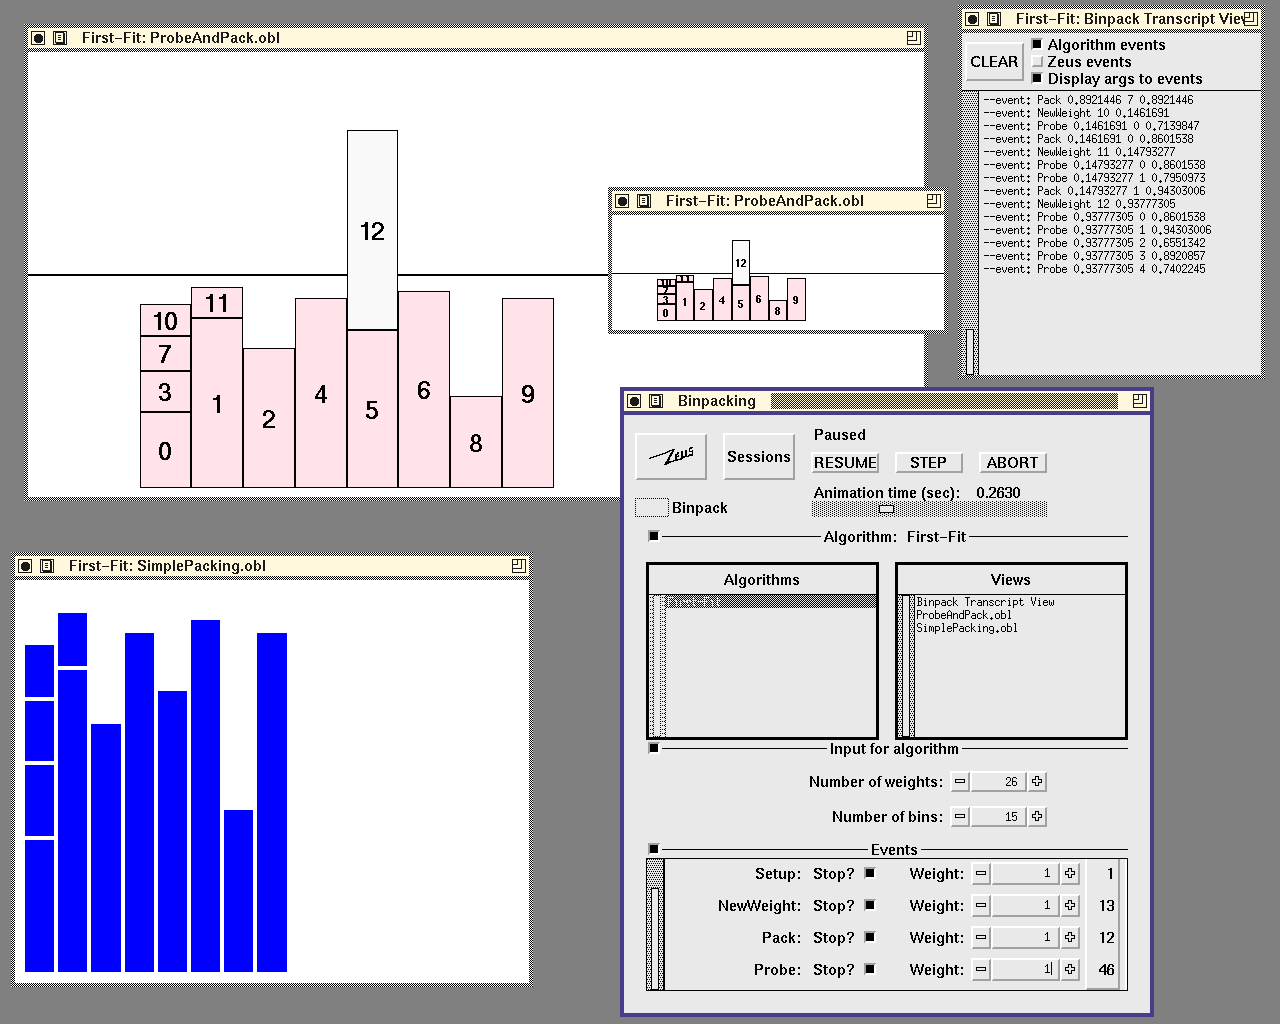 First-Fit: ProbeAndPack.obl
12
11
10
7
3
0
1
2
4
5
6
8
9
First-Fit: ProbeAndPack.obl
12
11
10
7
3
0
1
2
4
5
6
8
9
First-Fit: Binpack Transcript View
CLEAR
Algorithm events
Zeus events
Display args to events
--event: Pack 0.8921446 7 0.8921446
--event: NewWeight 10 0.1461691
--event: Probe 0.1461691 0 0.7139847
--event: Pack 0.1461691 0 0.8601538
--event: NewWeight 11 0.14793277
--event: Probe 0.14793277 0 0.8601538
--event: Probe 0.14793277 1 0.7950973
--event: Pack 0.14793277 1 0.94303006
--event: NewWeight 12 0.93777305
--event: Probe 0.93777305 0 0.8601538
--event: Probe 0.93777305 1 0.94303006
--event: Probe 0.93777305 2 0.6551342
--event: Probe 0.93777305 3 0.8920857
--event: Probe 0.93777305 4 0.7402245
First-Fit: SimplePacking.obl
Binpacking
Zeus
Sessions
Paused
RESUME STEP ABORT
Animation time (sec): 0.2630
Binpack
Algorithm: First-Fit
Algorithms
First-Fit
Views
Binpack Transcript View
ProbeAndPack.obl
SimplePacking.obl
Input for algorithm
Number of weights: 26
Number of bins: 15
Events
Setup: Stop? Weight: 1 1
NewWeight: Stop? Weight: 1 13
Pack: Stop? Weight: 1 12
Probe: Stop? Weight: 1 46